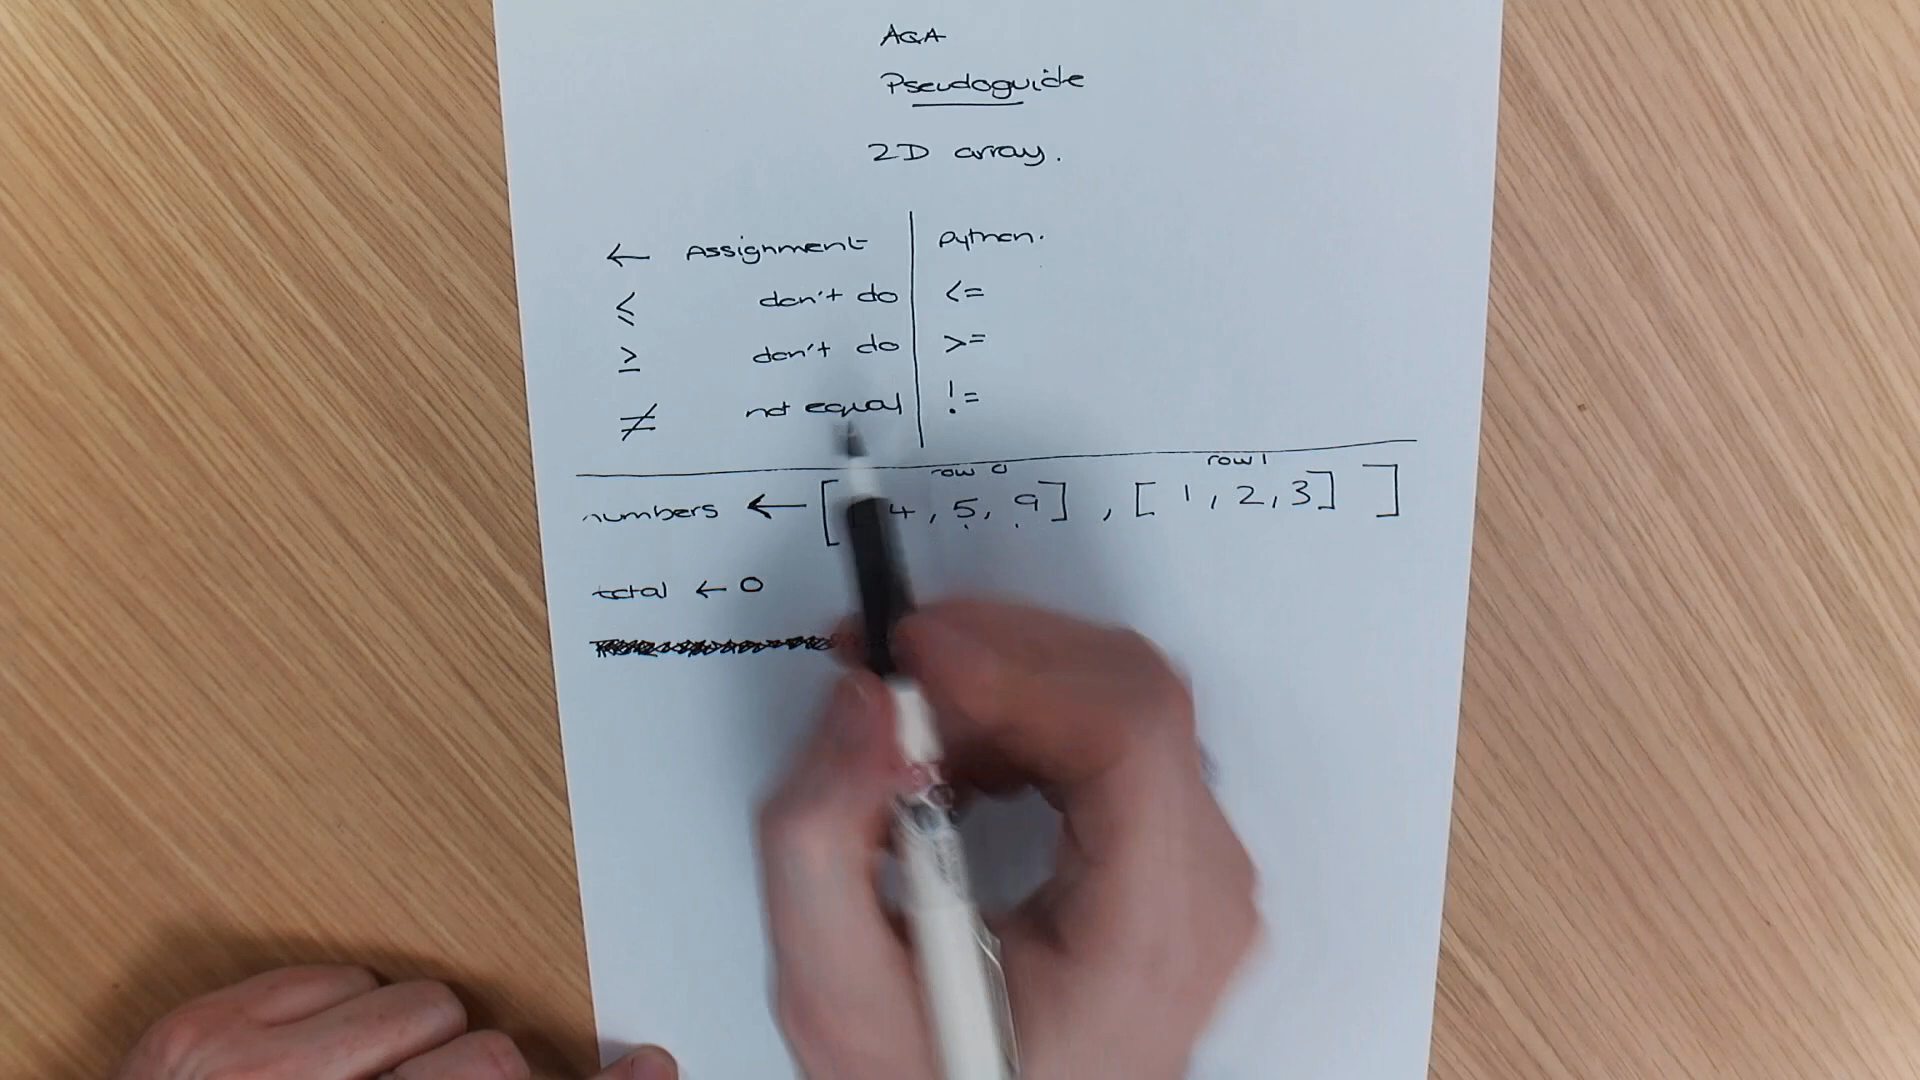 AQA
Pseudoguide
2D array.
← Assignment Python.
≤ don't do <=
≥ don't do >=
≠ not equal !=
row 0 row 1
numbers ← [ 4, 5, 9 ] , [ 1, 2, 3 ] ]
total ← 0